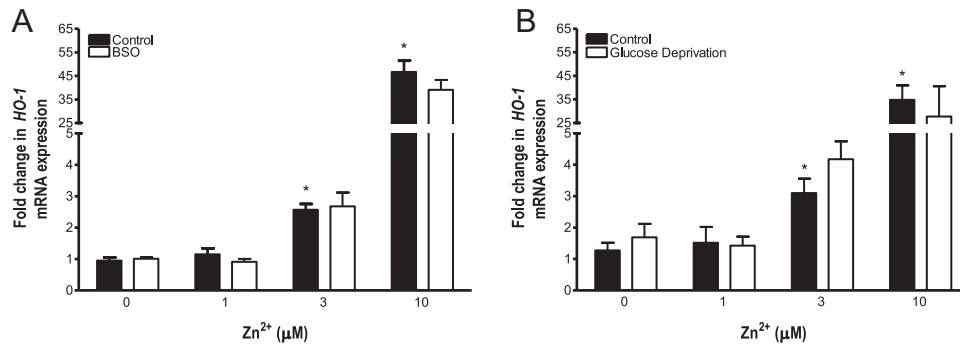 A
Control
BSO
Fold change in HO-1
mRNA expression
65
55
45
35
25
5
4
3
2
1
0
*
*
0 1 3 10
Zn²⁺ (μM)
B
Control
Glucose Deprivation
Fold change in HO-1
mRNA expression
65
55
45
35
25
5
4
3
2
1
0
*
*
0 1 3 10
Zn²⁺ (μM)